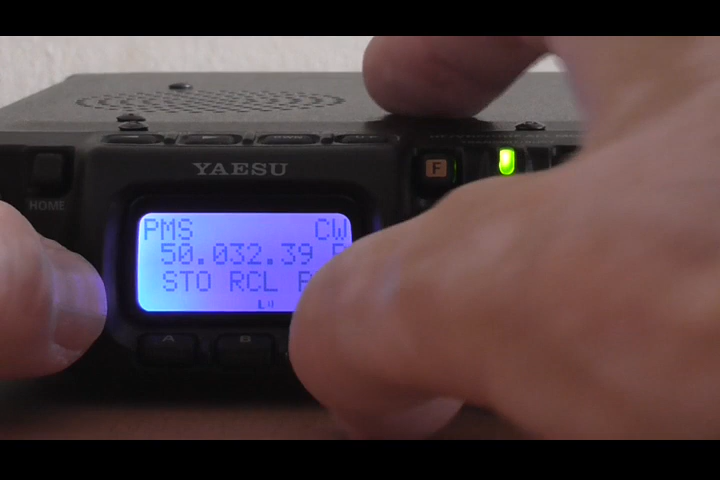 YAESU
F
HOME
PMS CW
50.032.39
STO RCL
A B